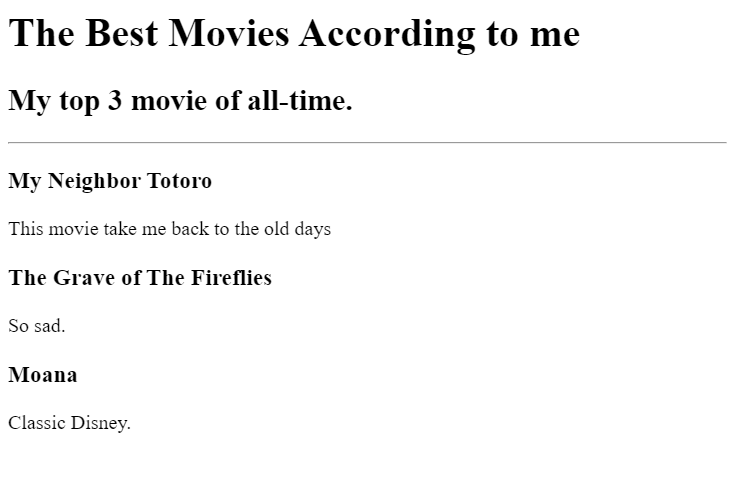 The Best Movies According to me
My top 3 movie of all-time.
My Neighbor Totoro
This movie take me back to the old days
The Grave of The Fireflies
So sad.
Moana
Classic Disney.